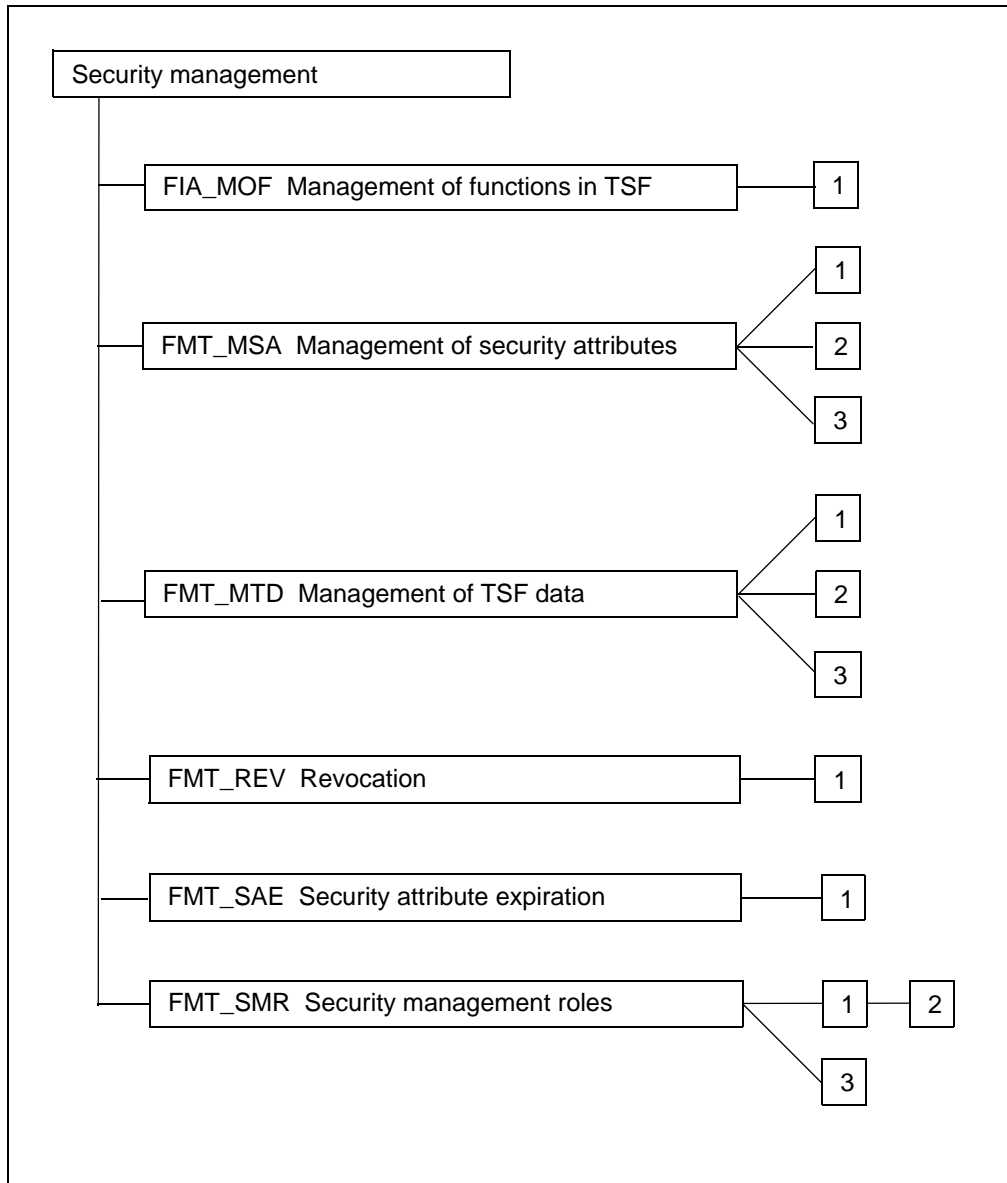 Security management
FIA_MOF Management of functions in TSF
1
1
FMT_MSA Management of security attributes
2
3
1
FMT_MTD Management of TSF data
2
3
FMT_REV Revocation
1
FMT_SAE Security attribute expiration
1
FMT_SMR Security management roles
1
2
3